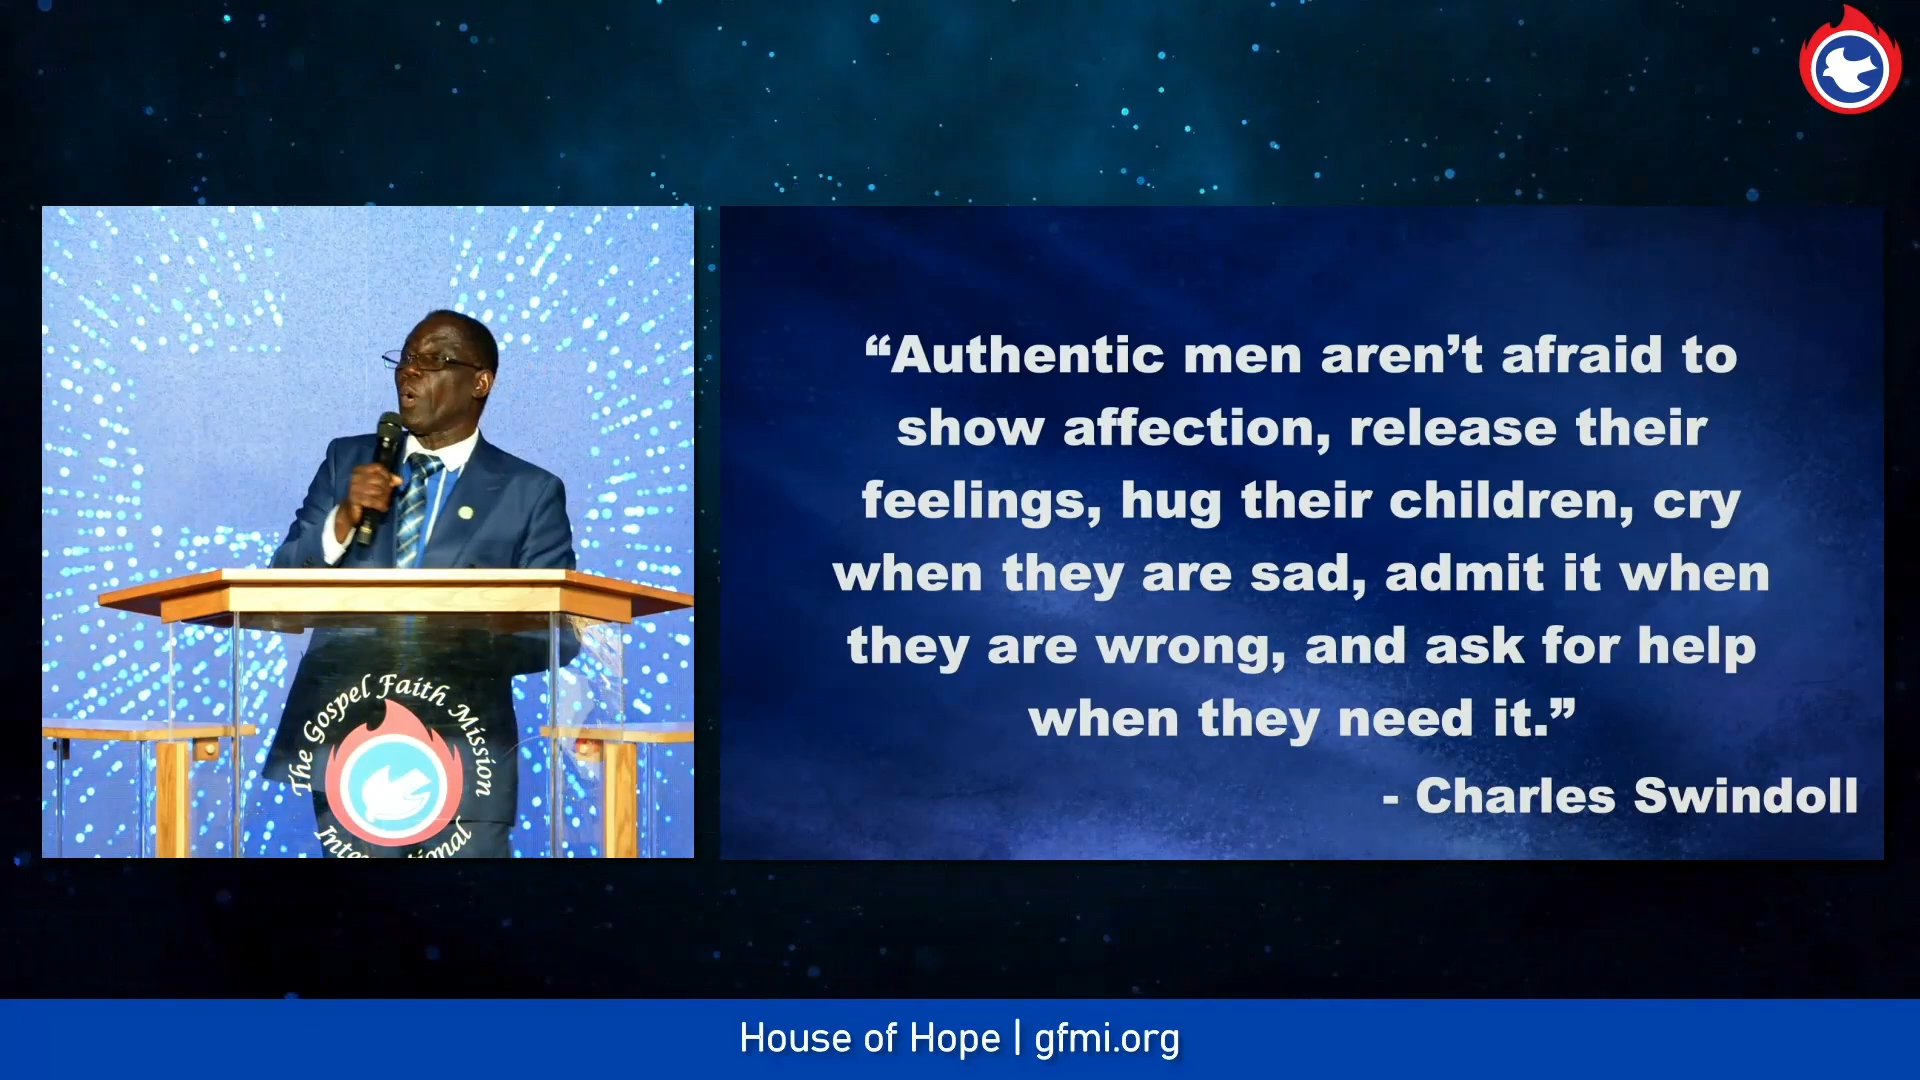 “Authentic men aren’t afraid to
show affection, release their
feelings, hug their children, cry
when they are sad, admit it when
they are wrong, and ask for help
when they need it.”
- Charles Swindoll
The Gospel Faith Mission
International
House of Hope | gfmi.org